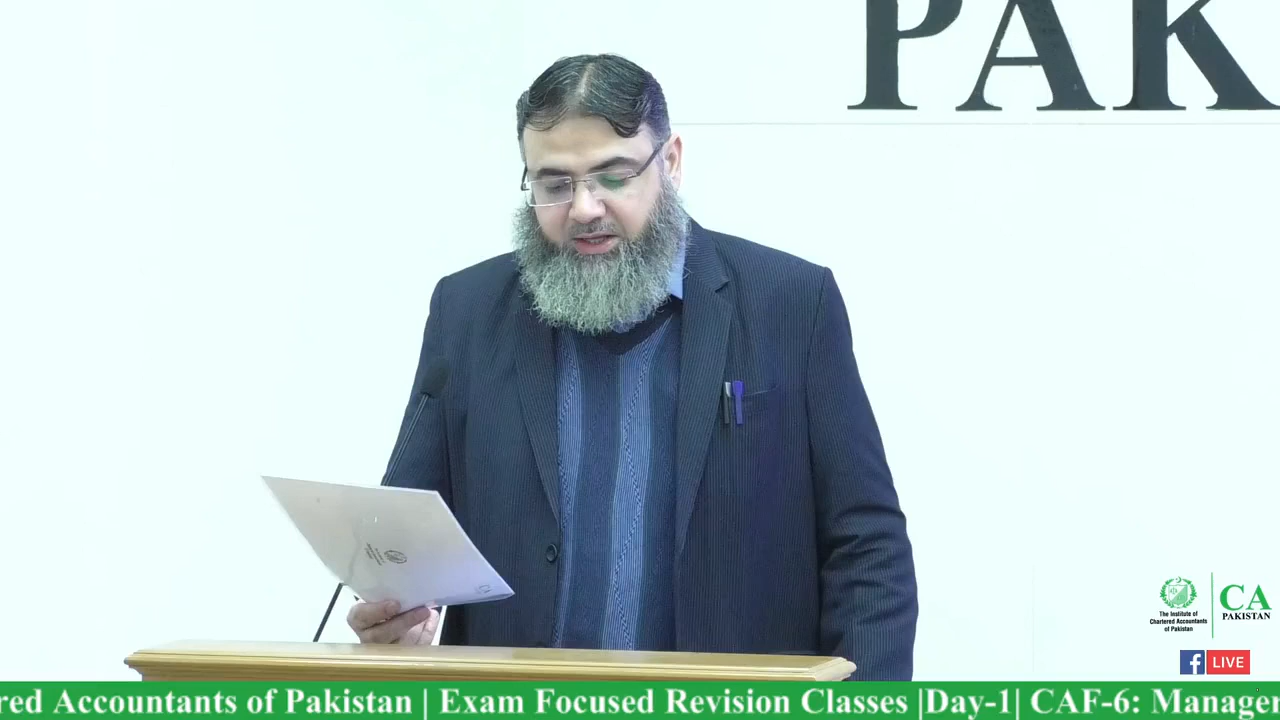 PAK
The Institute of
Chartered Accountants
of Pakistan
CA
PAKISTAN
f LIVE
red Accountants of Pakistan | Exam Focused Revision Classes |Day-1| CAF-6: Manager